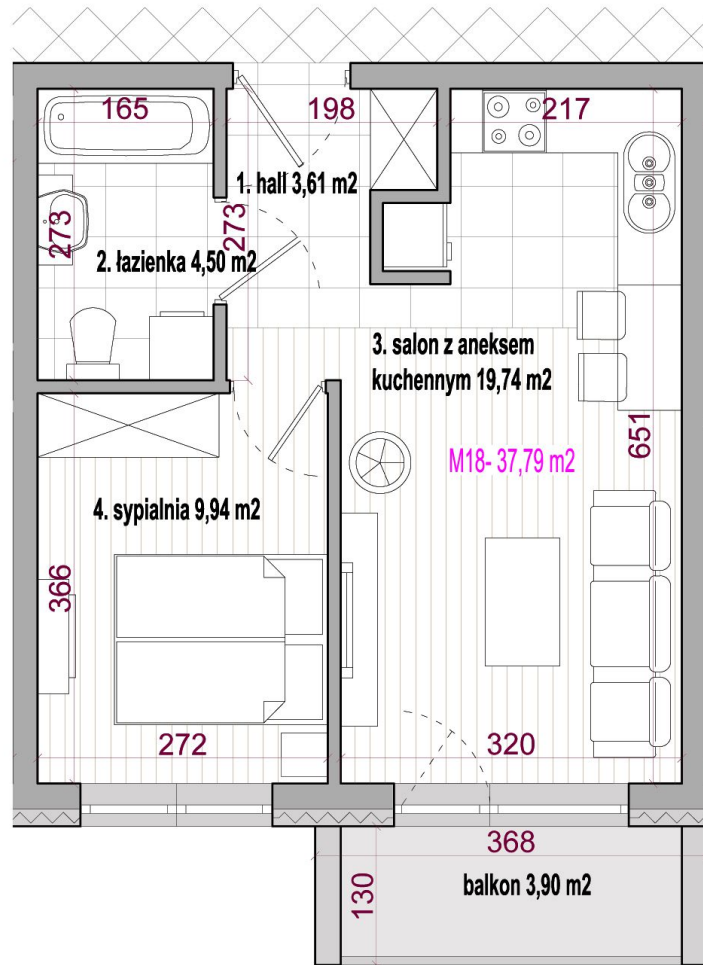 165
198
217
1. hall 3,61 m2
273
273
2. łazienka 4,50 m2
3. salon z aneksem
kuchennym 19,74 m2
651
M18- 37,79 m2
4. sypialnia 9,94 m2
366
272
320
368
130
balkon 3,90 m2